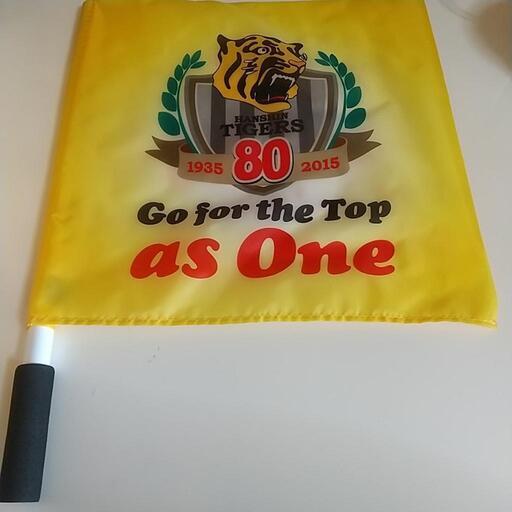 HANSHIN
TIGERS
1935 80 2015
Go for the Top
as One